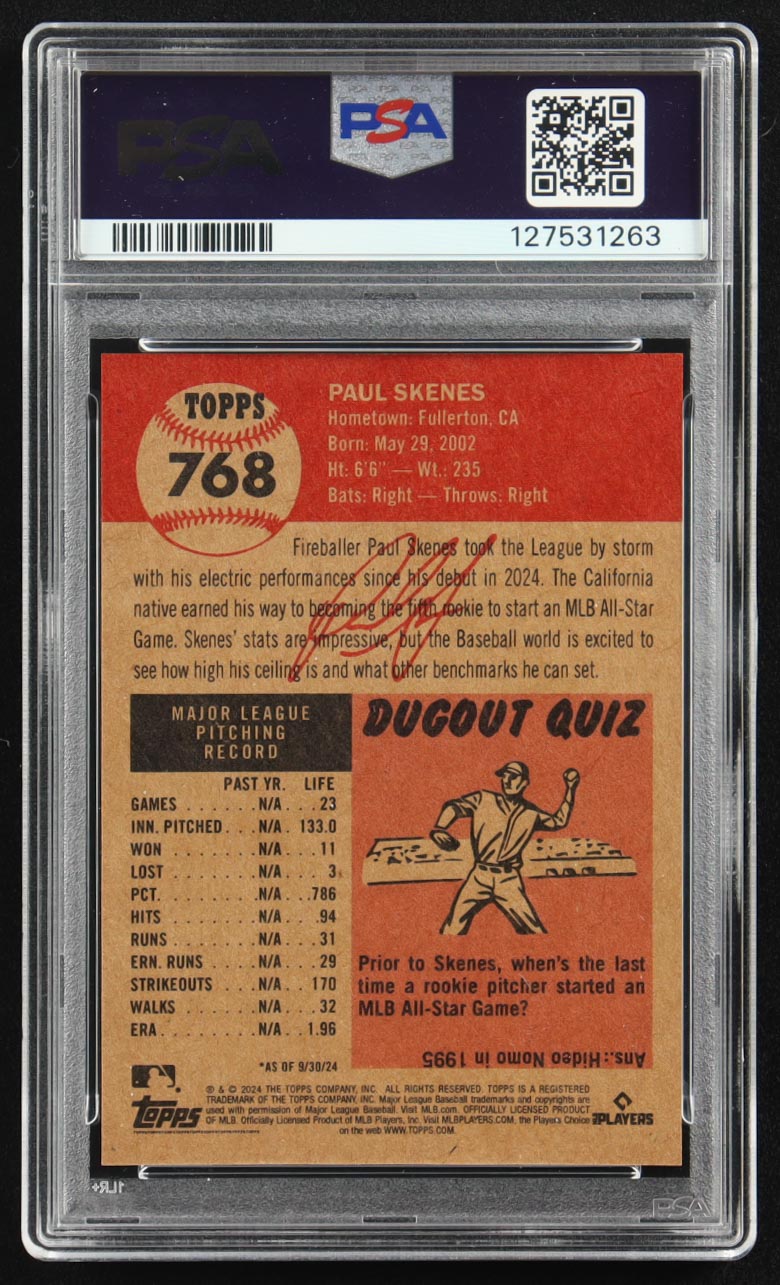 PSA
PSA
127531263
TOPPS
768
PAUL SKENES
Hometown: Fullerton, CA
Born: May 29, 2002
Ht: 6'6" — Wt.: 235
Bats: Right — Throws: Right
Fireballer Paul Skenes took the League by storm
with his electric performances since his debut in 2024. The California
native earned his way to becoming the fifth rookie to start an MLB All-Star
Game. Skenes' stats are impressive, but the Baseball world is excited
to see how high his ceiling is and what other benchmarks he can set.
MAJOR LEAGUE
PITCHING
RECORD
PAST YR. LIFE
GAMES . . . . . . . N/A . . . 23
INN. PITCHED . . . N/A . 133.0
WON . . . . . . . . N/A . . . 11
LOST . . . . . . . . N/A . . . . 3
PCT. . . . . . . . . N/A . . .786
HITS . . . . . . . . N/A . . . 94
RUNS . . . . . . . . N/A . . . 31
ERN. RUNS . . . . N/A . . . 29
STRIKEOUTS . . . N/A . . 170
WALKS . . . . . . . N/A . . . 32
ERA . . . . . . . . . N/A . . 1.96
*AS OF 9/30/24
DUGOUT QUIZ
Prior to Skenes, when's the last
time a rookie pitcher started an
MLB All-Star Game?
Ans.: Hideo Nomo in 1995
TOPPS
® & © 2024 THE TOPPS COMPANY, INC. ALL RIGHTS RESERVED. TOPPS IS A REGISTERED
TRADEMARK OF THE TOPPS COMPANY, INC. Major League Baseball trademarks and copyrights are
used with permission of Major League Baseball. Visit MLB.com. OFFICIALLY LICENSED PRODUCT
OF MLB. Officially Licensed Product of MLB Players, Inc. Visit MLBPLAYERS.COM, the Players Choice
on the web WWW.TOPPS.COM.
PLAYERS
1LR+
PSA